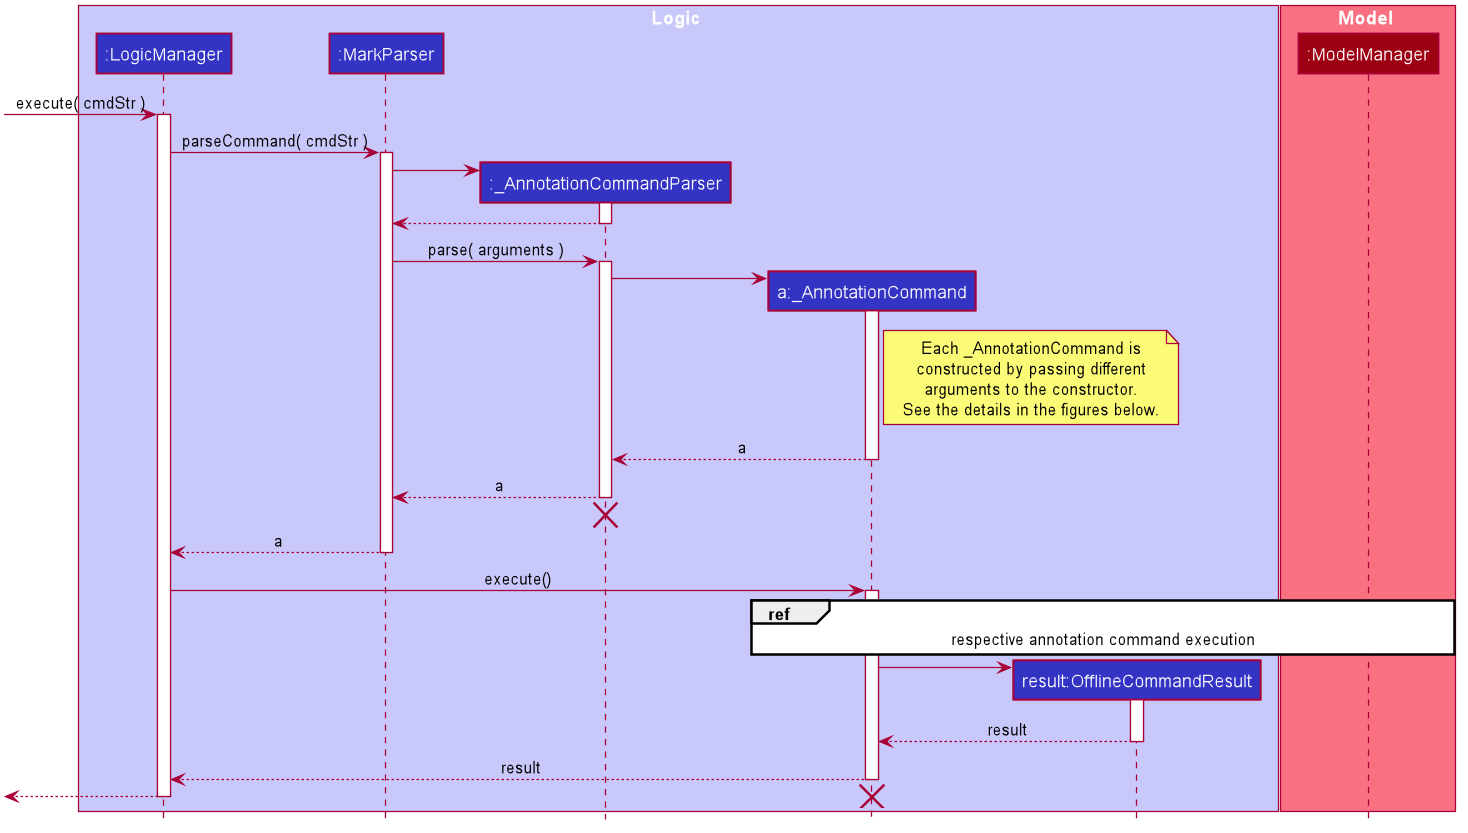 Logic
Model
:LogicManager
:MarkParser
:ModelManager
execute( cmdStr )
parseCommand( cmdStr )
:_AnnotationCommandParser
parse( arguments )
a:_AnnotationCommand
Each _AnnotationCommand is
constructed by passing different
arguments to the constructor.
See the details in the figures below.
a
a
a
execute()
ref
respective annotation command execution
result:OfflineCommandResult
result
result